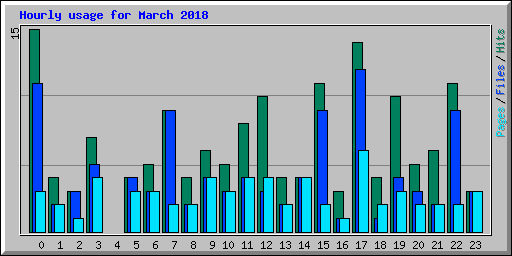 Hourly usage for March 2018
15
Pages/Files/Hits
0 1 2 3 4 5 6 7 8 9 10 11 12 13 14 15 16 17 18 19 20 21 22 23